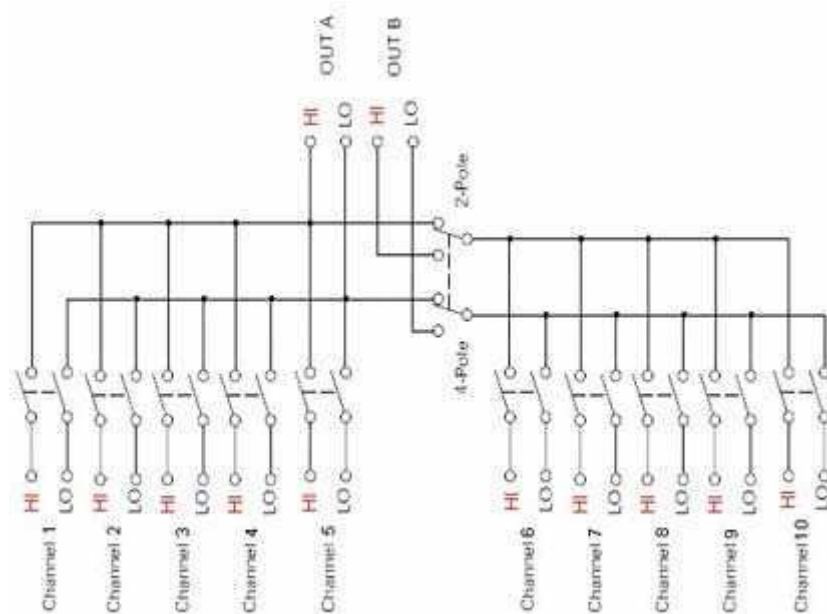 OUT A
OUT B
HI
LO
HI
LO
2-Pole
4-Pole
HI
LO
HI
LO
HI
LO
HI
LO
HI
LO
HI
LO
HI
LO
HI
LO
HI
LO
HI
LO
Channel 1
Channel 2
Channel 3
Channel 4
Channel 5
Channel 6
Channel 7
Channel 8
Channel 9
Channel 10